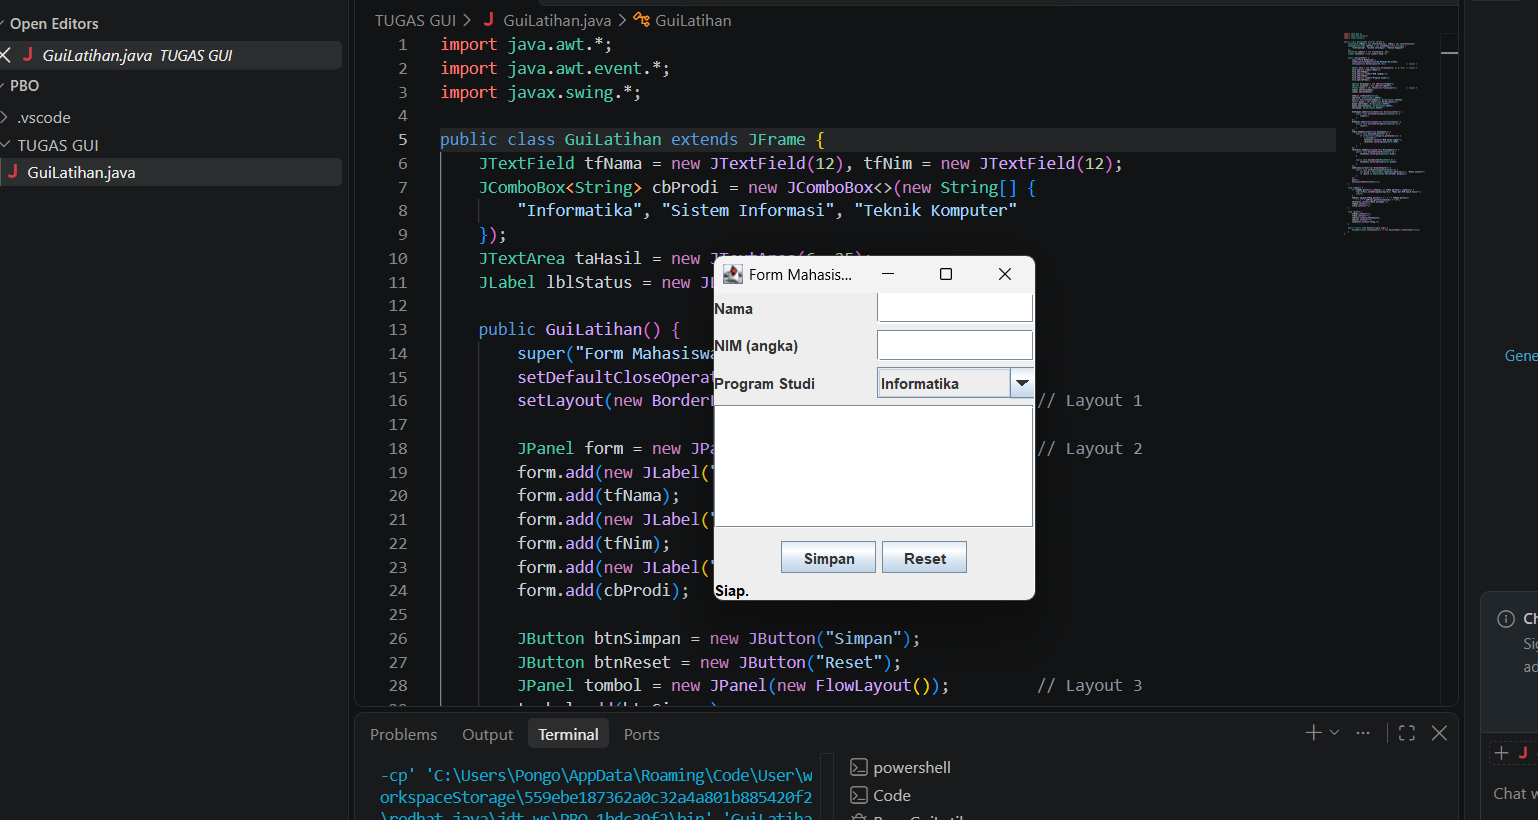 Open Editors
GuiLatihan.java TUGAS GUI
PBO
.vscode
TUGAS GUI
GuiLatihan.java
TUGAS GUI > GuiLatihan.java > GuiLatihan
1 import java.awt.*;
2 import java.awt.event.*;
3 import javax.swing.*;
4
5 public class GuiLatihan extends JFrame {
6 JTextField tfNama = new JTextField(12), tfNim = new JTextField(12);
7 JComboBox<String> cbProdi = new JComboBox<>(new String[] {
8 "Informatika", "Sistem Informasi", "Teknik Komputer"
9 });
10 JTextArea taHasil = new
11 JLabel lblStatus = new
12
13 public GuiLatihan() {
14 super("Form Mahasiswa
15 setDefaultCloseOperat
16 setLayout(new Border // Layout 1
17
18 JPanel form = new JPa // Layout 2
19 form.add(new JLabel("
20 form.add(tfNama);
21 form.add(new JLabel("
22 form.add(tfNim);
23 form.add(new JLabel("
24 form.add(cbProdi);
25
26 JButton btnSimpan = new JButton("Simpan");
27 JButton btnReset = new JButton("Reset");
28 JPanel tombol = new JPanel(new FlowLayout()); // Layout 3
Form Mahasis...
Nama
NIM (angka)
Program Studi
Informatika
Simpan
Reset
Siap.
Problems Output Terminal Ports
-cp' 'C:\Users\Pongo\AppData\Roaming\Code\User\w
orkspaceStorage\559ebe187362a0c32a4a801b885420f2
powershell
Code
Gene
Ch
Sig
ad
Chat w